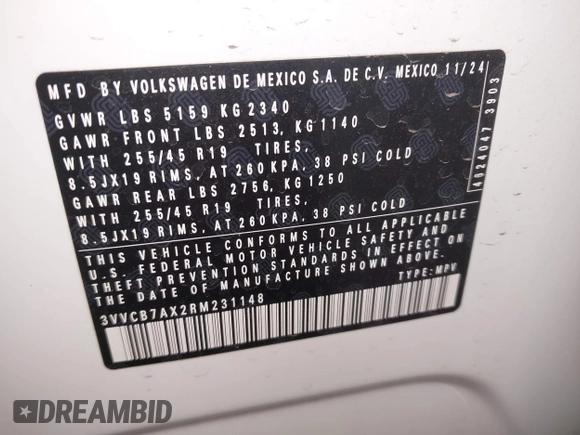 MFD BY VOLKSWAGEN DE MEXICO S.A. DE C.V. MEXICO 11/24
GVWR LBS 5159 KG 2340
GAWR FRONT LBS 2513, KG 1140
WITH 255/45 R19 TIRES,
8.5JX19 RIMS, AT 260 KPA, 38 PSI COLD
GAWR REAR LBS 2756, KG 1250
WITH 255/45 R19 TIRES,
8.5JX19 RIMS, AT 260 KPA, 38 PSI COLD
THIS VEHICLE CONFORMS TO ALL APPLICABLE
U.S. FEDERAL MOTOR VEHICLE SAFETY AND
THEFT PREVENTION STANDARDS IN EFFECT ON
THE DATE OF MANUFACTURE SHOWN ABOVE.
3VVCB7AX2RM231148 TYPE: MPV
4624047 3903
DREAMBID